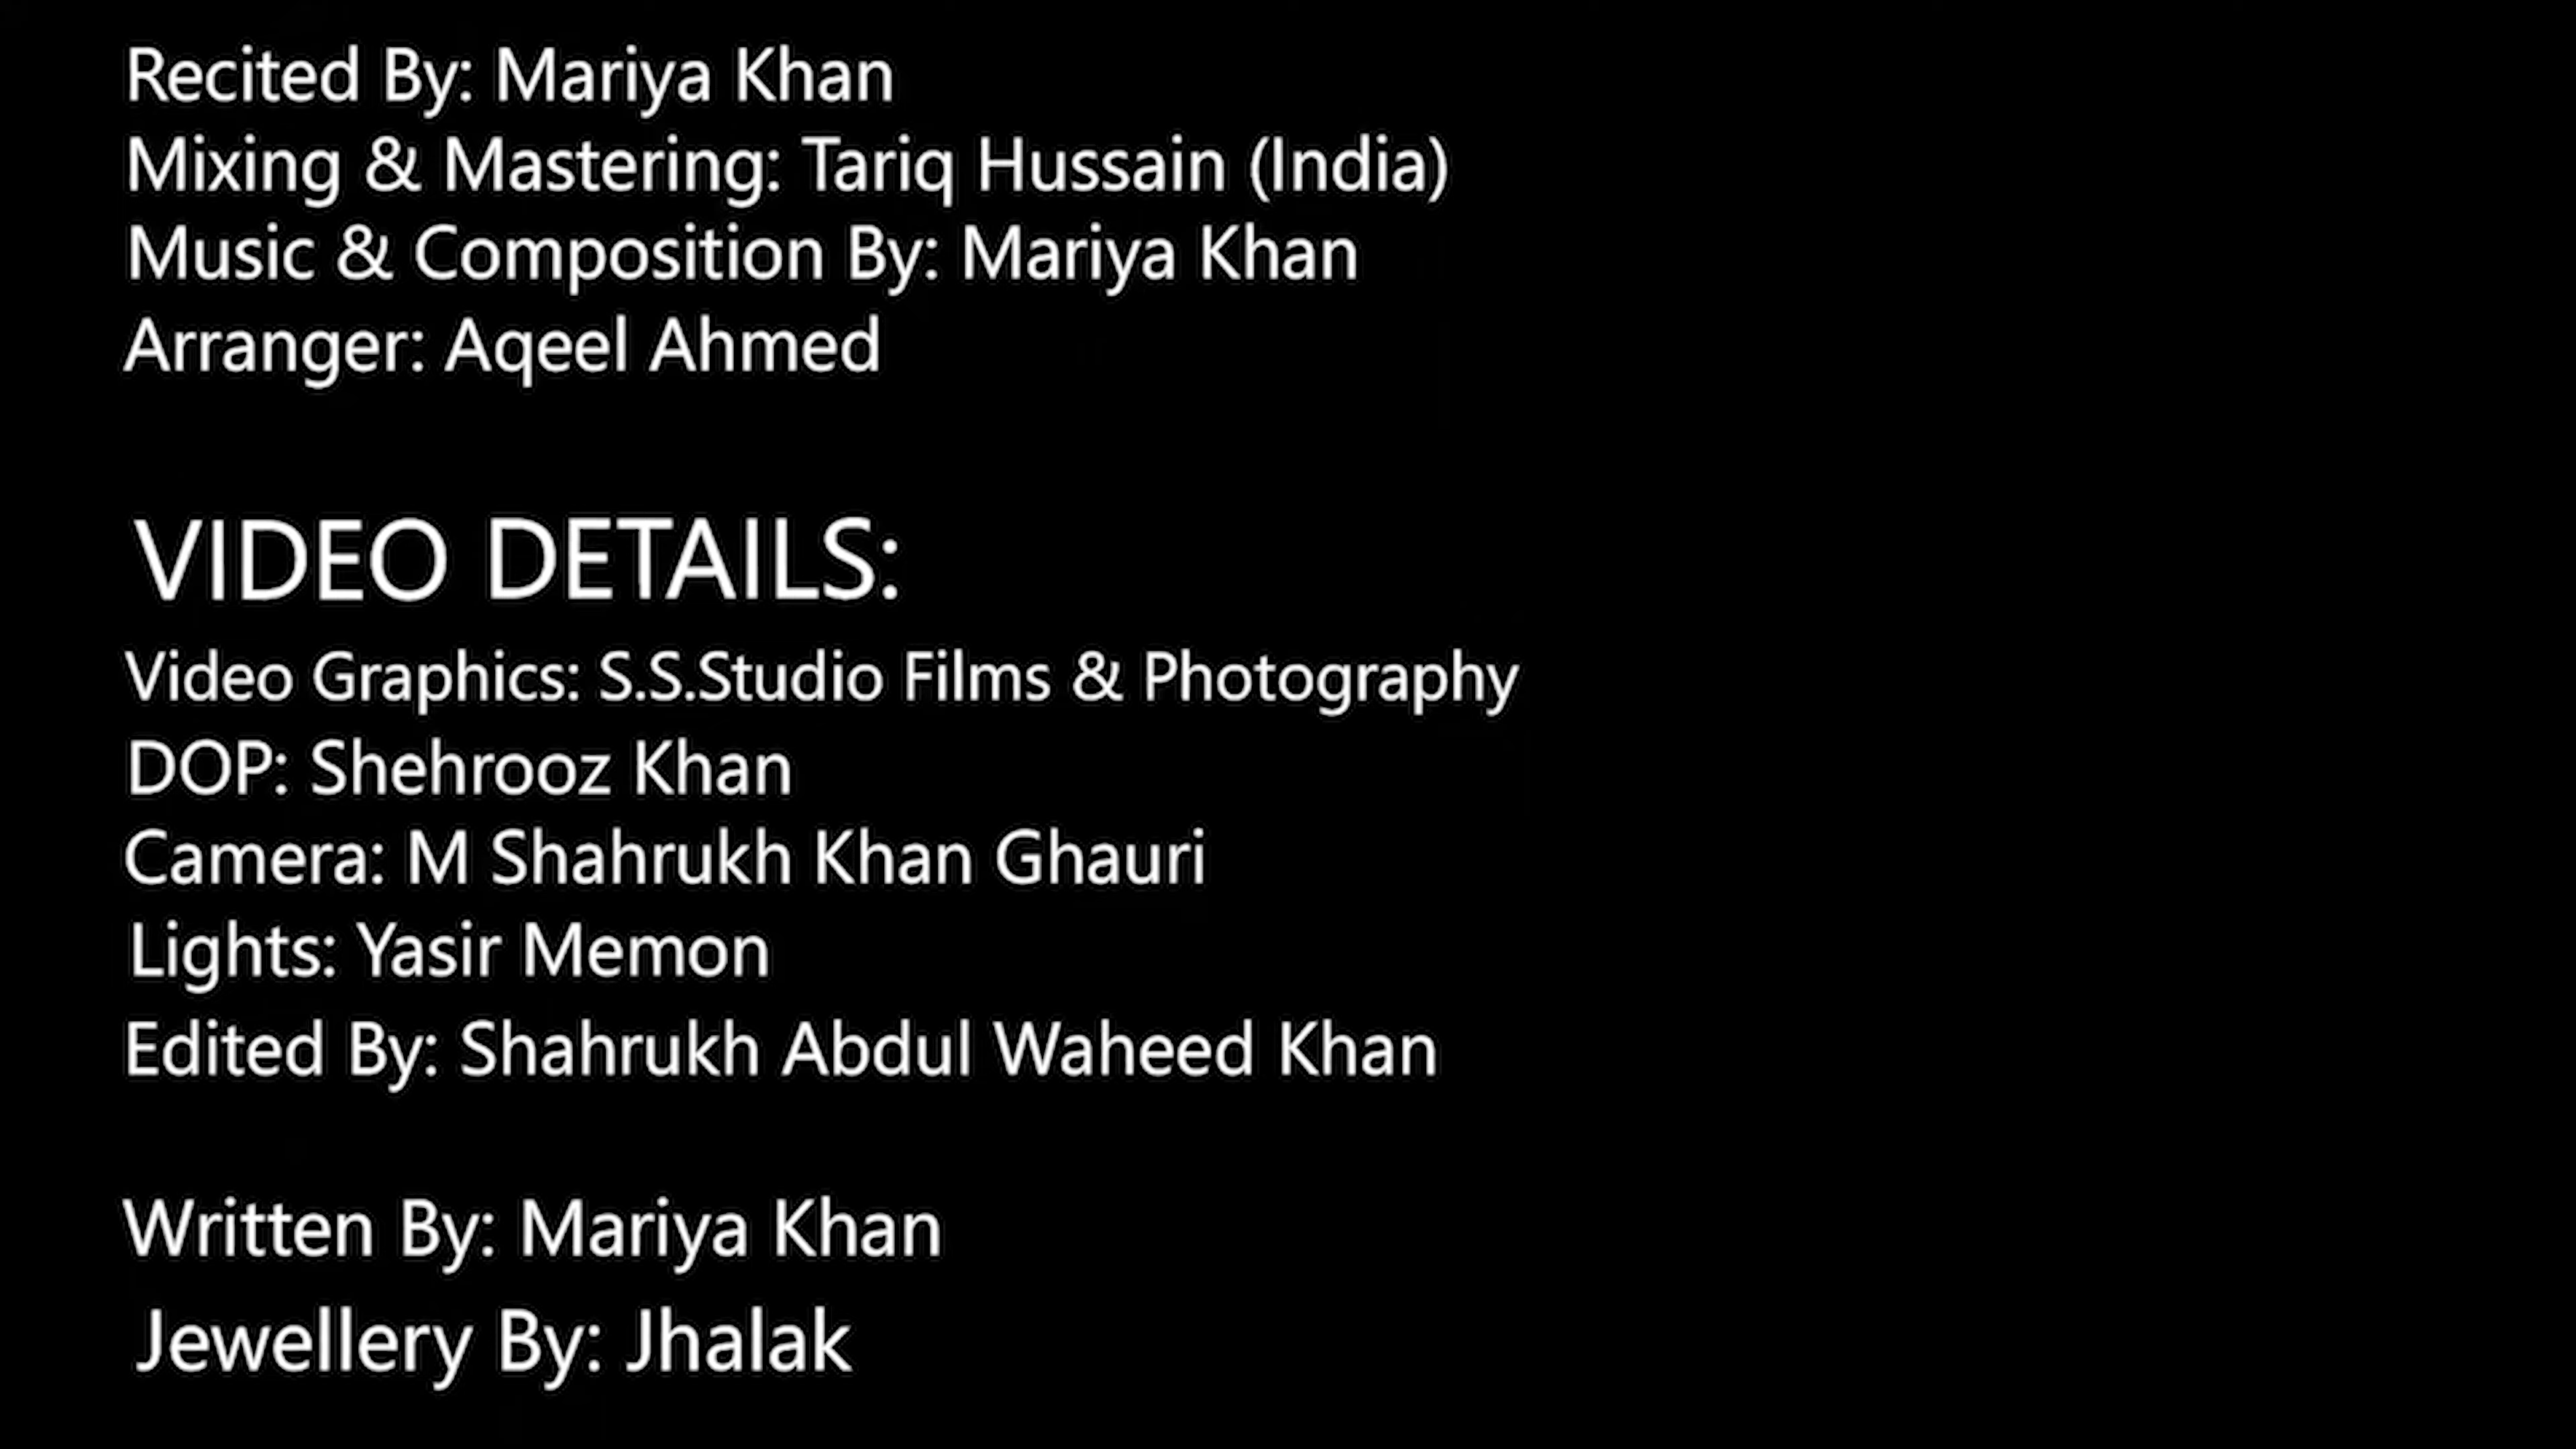 Recited By: Mariya Khan
Mixing & Mastering: Tariq Hussain (India)
Music & Composition By: Mariya Khan
Arranger: Aqeel Ahmed
VIDEO DETAILS:
Video Graphics: S.S.Studio Films & Photography
DOP: Shehrooz Khan
Camera: M Shahrukh Khan Ghauri
Lights: Yasir Memon
Edited By: Shahrukh Abdul Waheed Khan
Written By: Mariya Khan
Jewellery By: Jhalak